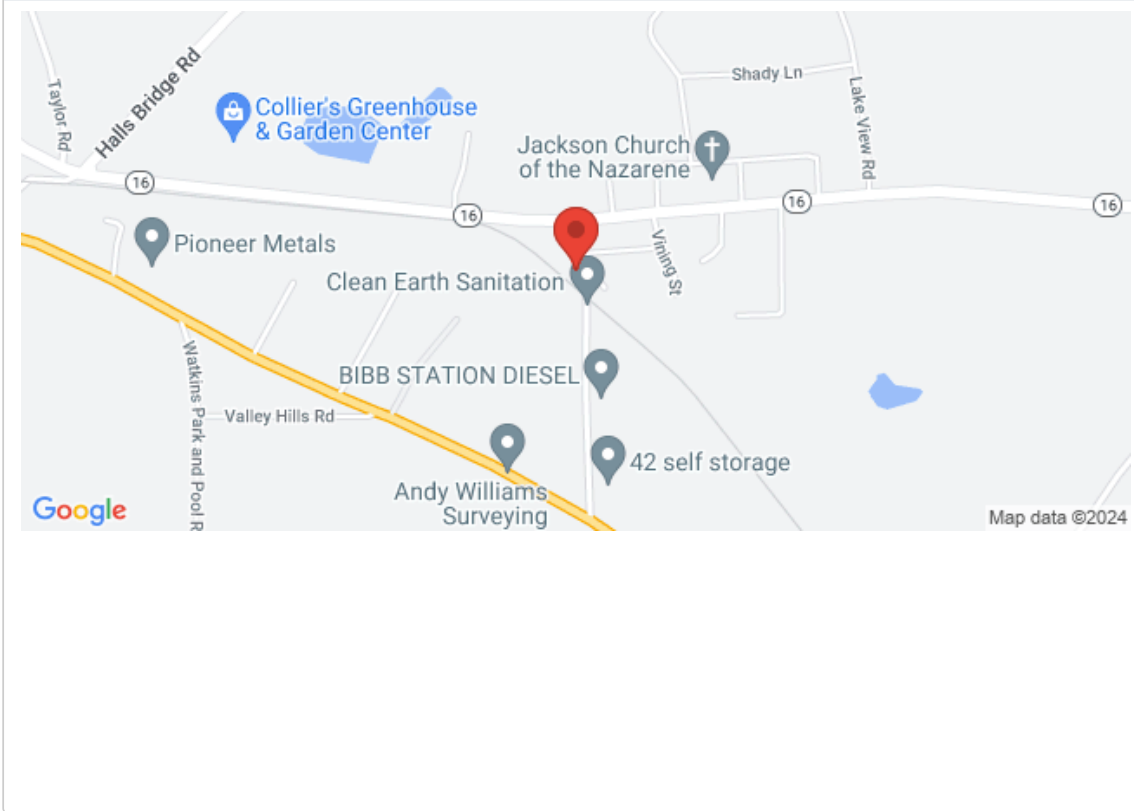 Taylor Rd
Halls Bridge Rd
Collier's Greenhouse
& Garden Center
Shady Ln
Lake View Rd
Jackson Church
of the Nazarene
16
16
16
16
Pioneer Metals
Vining St
Clean Earth Sanitation
Watkins Park and Pool R
BIBB STATION DIESEL
Valley Hills Rd
42 self storage
Andy Williams
Surveying
Google
Map data ©2024